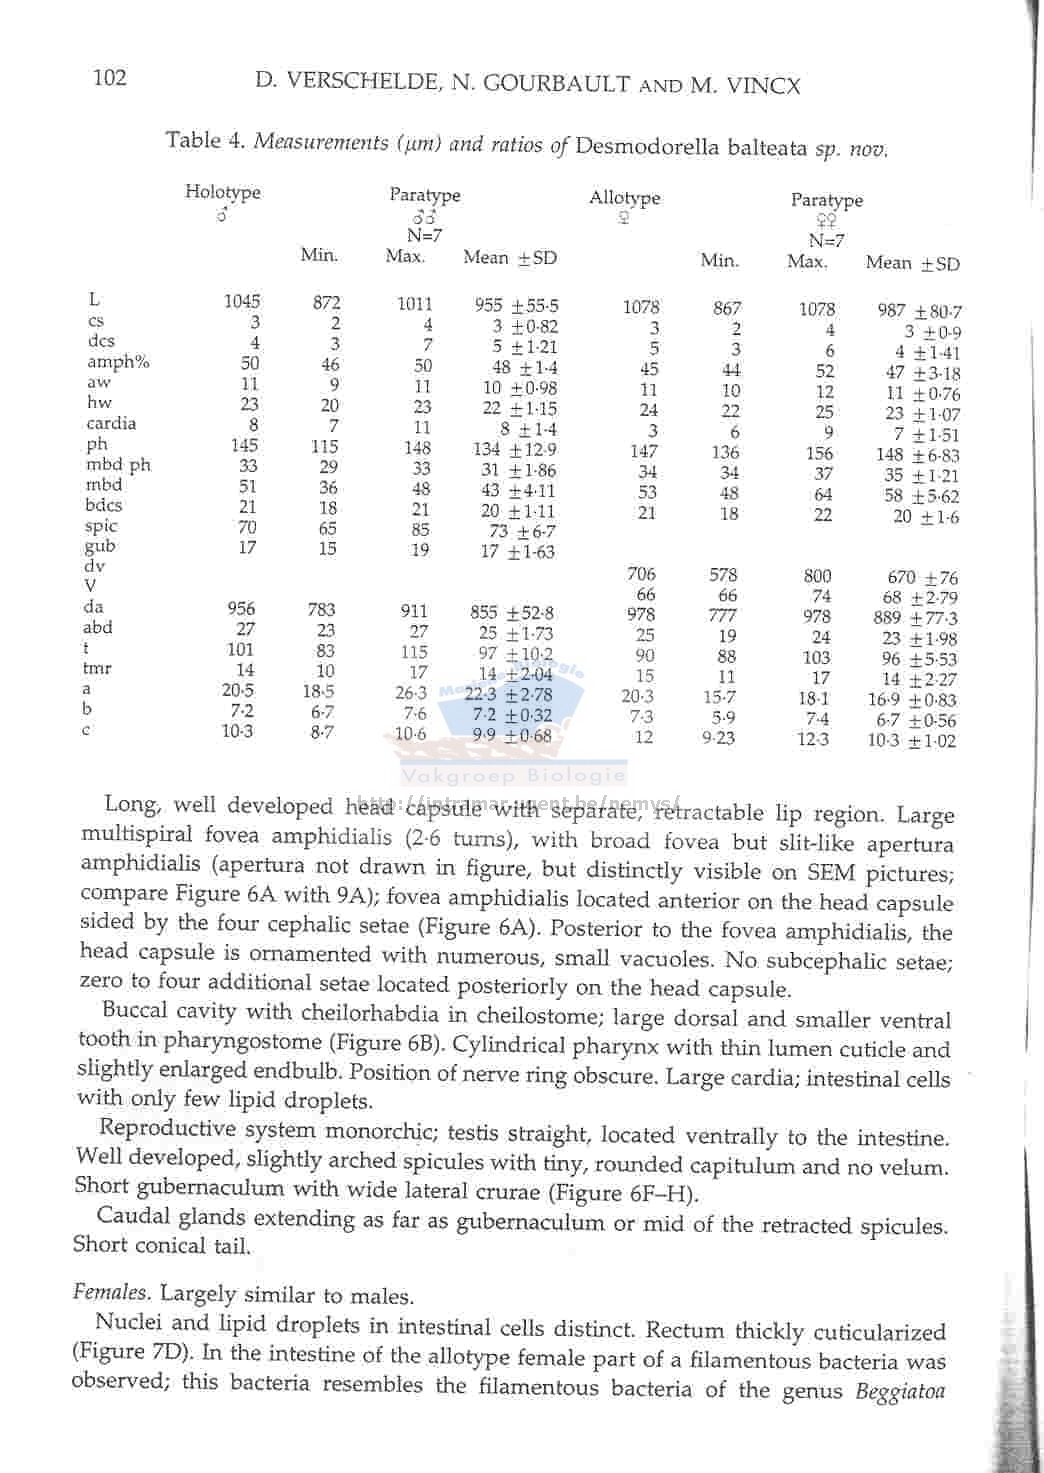 102 D. VERSCHELDE, N. GOURBAULT AND M. VINCX
Table 4. Measurements (μm) and ratios of Desmodorella balteata sp. nov.
Holotype Paratype Allotype Paratype
♂ ♂♂ ♀ ♀♀
N=7 N=7
Min. Max. Mean ±SD Min. Max. Mean ±SD
L 1045 872 1011 955 ±55·5 1078 867 1078 987 ±80·7
cs 3 2 4 3 ±0·82 3 2 4 3 ±0·9
dcs 4 3 7 5 ±1·21 5 3 6 4 ±1·41
amph% 50 46 50 48 ±1·4 45 44 52 47 ±3·18
aw 11 9 11 10 ±0·98 11 10 12 11 ±0·76
hw 23 20 23 22 ±1·15 24 22 25 23 ±1·07
cardia 8 7 11 8 ±1·4 3 6 9 7 ±1·51
ph 145 115 148 134 ±12·9 147 136 156 148 ±6·83
mbd ph 33 29 33 31 ±1·86 34 34 37 35 ±1·21
mbd 51 36 48 43 ±4·11 53 48 64 58 ±5·62
bdcs 21 18 21 20 ±1·11 21 18 22 20 ±1·6
spic 70 65 85 73 ±6·7
gub 17 15 19 17 ±1·63
dv 706 578 800 670 ±76
V 66 66 74 68 ±2·79
da 956 783 911 855 ±52·8 978 777 978 889 ±77·3
abd 27 23 27 25 ±1·73 25 19 24 23 ±1·98
t 101 83 115 97 ±10·2 90 88 103 96 ±5·53
tmr 14 10 17 14 ±2·04 15 11 17 14 ±2·27
a 20·5 18·5 26·3 22·3 ±2·78 20·3 15·7 18·1 16·9 ±0·83
b 7·2 6·7 7·6 7·2 ±0·32 7·3 5·9 7·4 6·7 ±0·56
c 10·3 8·7 10·6 9·9 ±0·68 12 9·23 12·3 10·3 ±1·02
Mariene Biologie
Vakgroep Biologie
http://intramar.ugent.be/nemys/
Long, well developed head capsule with separate, retractable lip region. Large
multispiral fovea amphidialis (2·6 turns), with broad fovea but slit-like apertura
amphidialis (apertura not drawn in figure, but distinctly visible on SEM pictures;
compare Figure 6A with 9A); fovea amphidialis located anterior on the head capsule
sided by the four cephalic setae (Figure 6A). Posterior to the fovea amphidialis, the
head capsule is ornamented with numerous, small vacuoles. No subcephalic setae;
zero to four additional setae located posteriorly on the head capsule.
Buccal cavity with cheilorhabdia in cheilostome; large dorsal and smaller ventral
tooth in pharyngostome (Figure 6B). Cylindrical pharynx with thin lumen cuticle and
slightly enlarged endbulb. Position of nerve ring obscure. Large cardia; intestinal cells
with only few lipid droplets.
Reproductive system monorchic; testis straight, located ventrally to the intestine.
Well developed, slightly arched spicules with tiny, rounded capitulum and no velum.
Short gubernaculum with wide lateral crurae (Figure 6F–H).
Caudal glands extending as far as gubernaculum or mid of the retracted spicules.
Short conical tail.
Females. Largely similar to males.
Nuclei and lipid droplets in intestinal cells distinct. Rectum thickly cuticularized
(Figure 7D). In the intestine of the allotype female part of a filamentous bacteria was
observed; this bacteria resembles the filamentous bacteria of the genus Beggiatoa